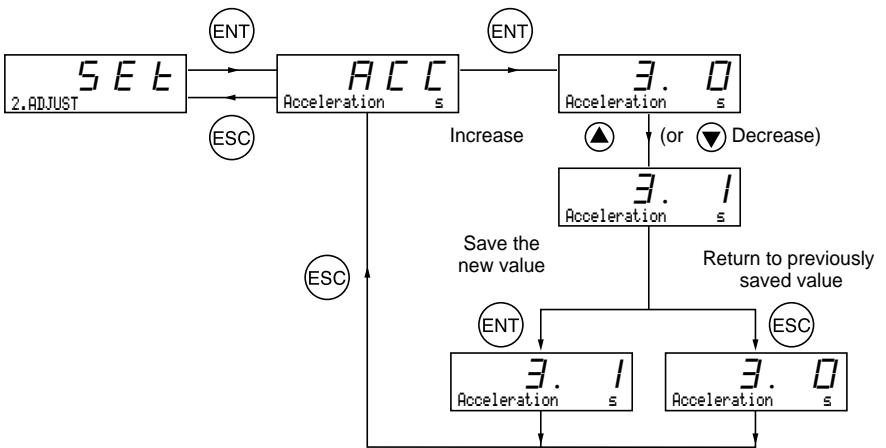 ENT
ENT
SEt
2.ADJUST
ACC
Acceleration s
3. 0
Acceleration s
ESC
Increase
(or
Decrease)
3. 1
Acceleration s
Save the
new value
Return to previously
saved value
ESC
ENT
ESC
3. 1
Acceleration s
3. 0
Acceleration s